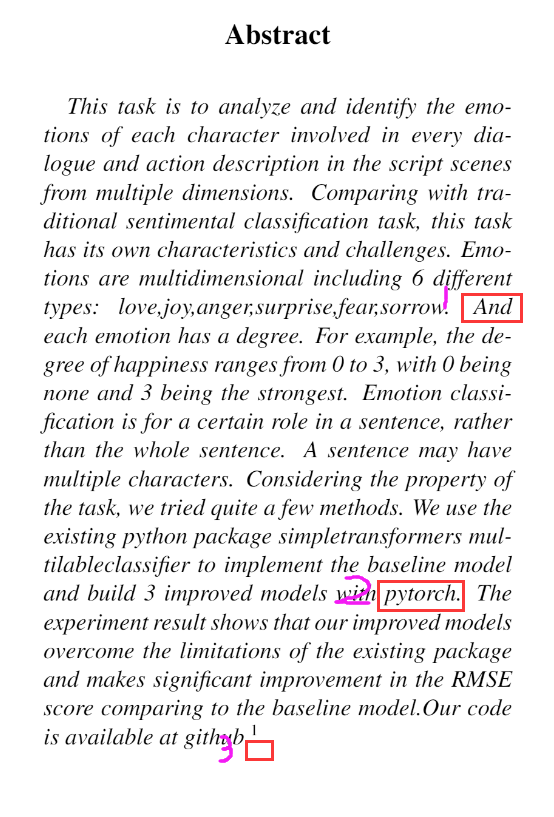 Abstract
This task is to analyze and identify the emo-
tions of each character involved in every dia-
logue and action description in the script scenes
from multiple dimensions. Comparing with tra-
ditional sentimental classification task, this task
has its own characteristics and challenges. Emo-
tions are multidimensional including 6 different
types: love,joy,anger,surprise,fear,sorrow. And
1
each emotion has a degree. For example, the de-
gree of happiness ranges from 0 to 3, with 0 being
none and 3 being the strongest. Emotion classi-
fication is for a certain role in a sentence, rather
than the whole sentence. A sentence may have
multiple characters. Considering the property of
the task, we tried quite a few methods. We use the
existing python package simpletransformers mul-
tilableclassifier to implement the baseline model
and build 3 improved models with pytorch. The
2
experiment result shows that our improved models
overcome the limitations of the existing package
and makes significant improvement in the RMSE
score comparing to the baseline model.Our code
is available at github 1
3